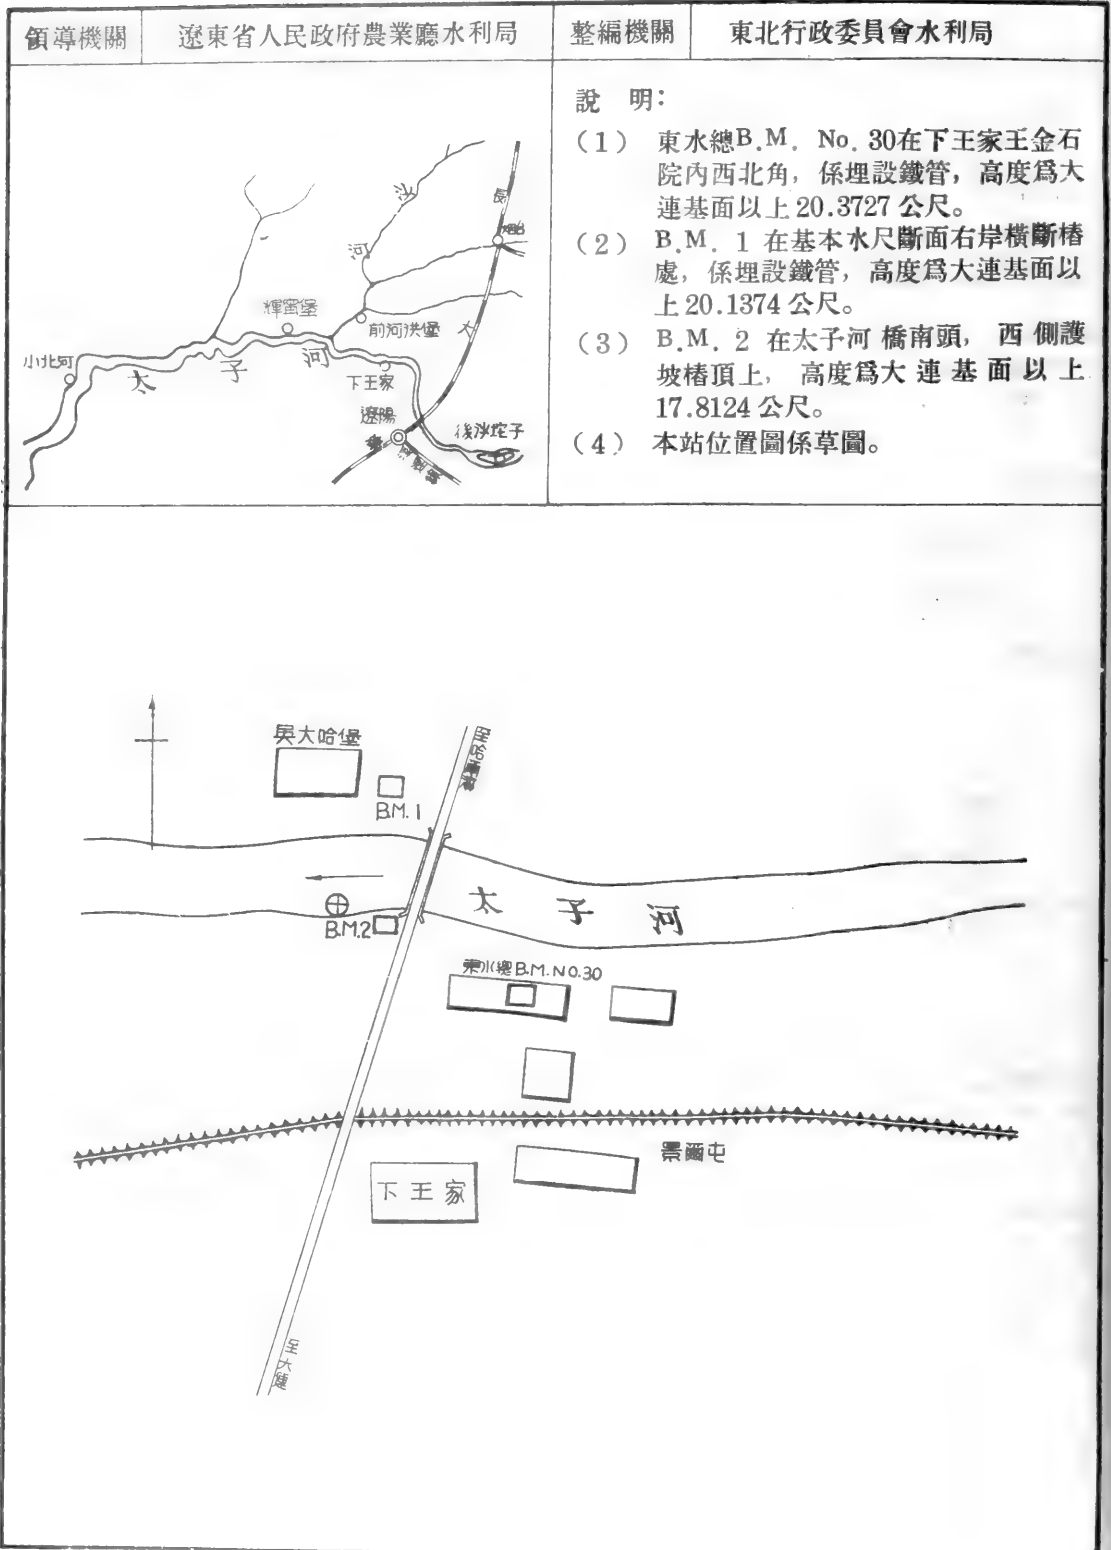 領導機關 遼東省人民政府農業廳水利局 整編機關 東北行政委員會水利局
說 明：
(1) 東水總B.M. No. 30在下王家王金石
院內西北角，係埋設鐵管，高度爲大
連基面以上20.3727公尺。
(2) B.M. 1 在基本水尺斷面右岸橫斷樁
處，係埋設鐵管，高度爲大連基面以
上20.1374公尺。
(3) B.M. 2 在太子河橋南頭，西側護
坡樁頂上，高度爲大連基面以上
17.8124公尺。
(4) 本站位置圖係草圖。
沙
河
長
大
前河洪堡
小北河
太子河
下王家
遼陽
後沙坨子
吳大哈堡
B.M.1
太子河
B.M.2
東水總B.M.NO.30
景爾屯
下王家
至大連